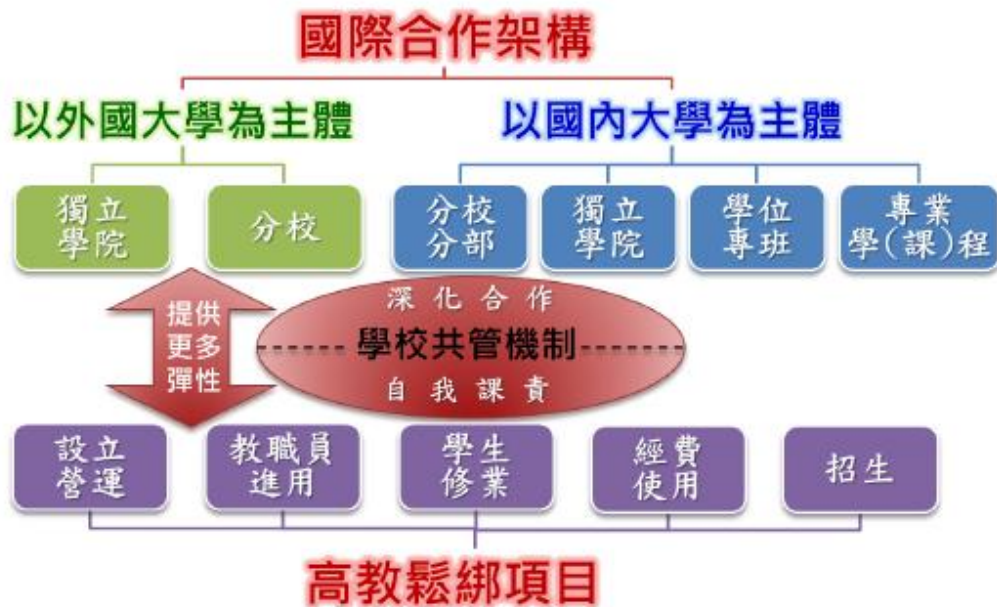 國際合作架構
以外國大學為主體
以國內大學為主體
獨立
學院
分校
分校
分部
獨立
學院
學位
專班
專業
學(課)程
提供
更多
彈性
深化合作
學校共管機制
自我課責
設立
營運
教職員
進用
學生
修業
經費
使用
招生
高教鬆綁項目